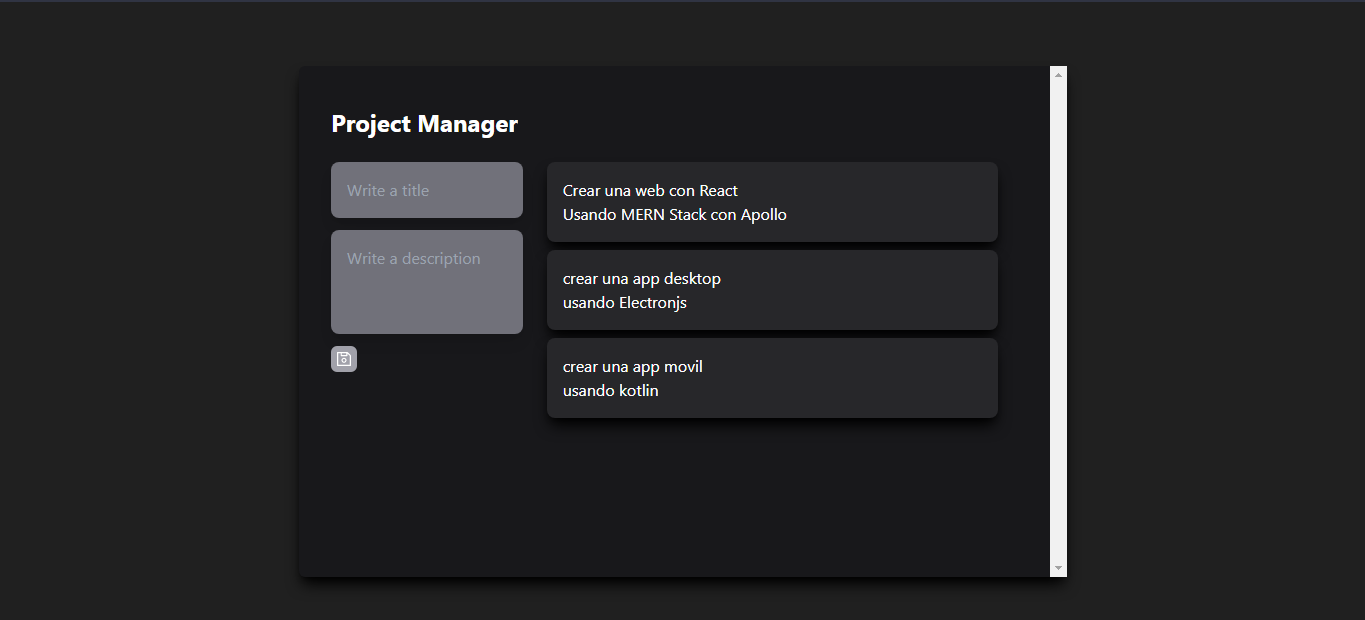 Project Manager
Write a title
Write a description
Crear una web con React
Usando MERN Stack con Apollo
crear una app desktop
usando Electronjs
crear una app movil
usando kotlin